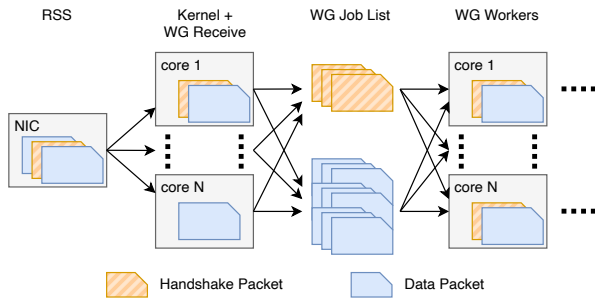 RSS
Kernel +
WG Receive
WG Job List
WG Workers
NIC
core 1
core N
core 1
core N
Handshake Packet
Data Packet